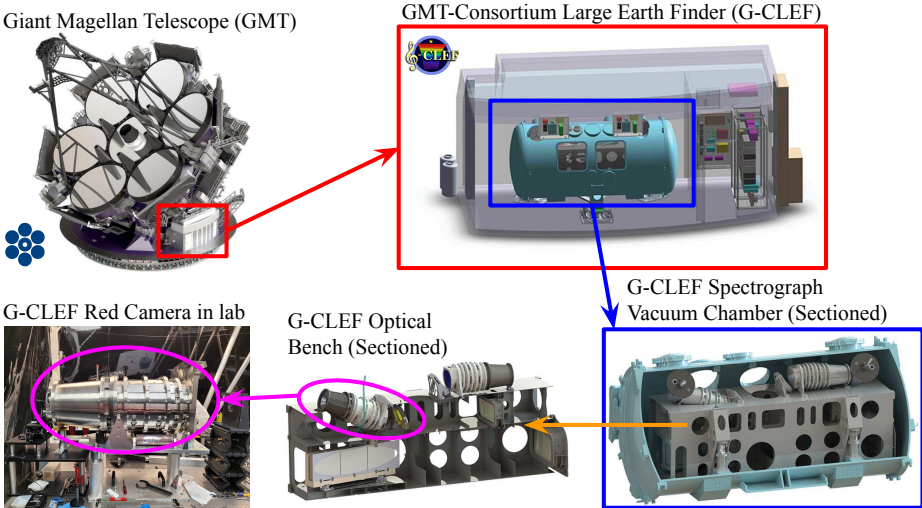 Giant Magellan Telescope (GMT)
GMT-Consortium Large Earth Finder (G-CLEF)
CLEF
G-CLEF Spectrograph
Vacuum Chamber (Sectioned)
G-CLEF Red Camera in lab
G-CLEF Optical
Bench (Sectioned)